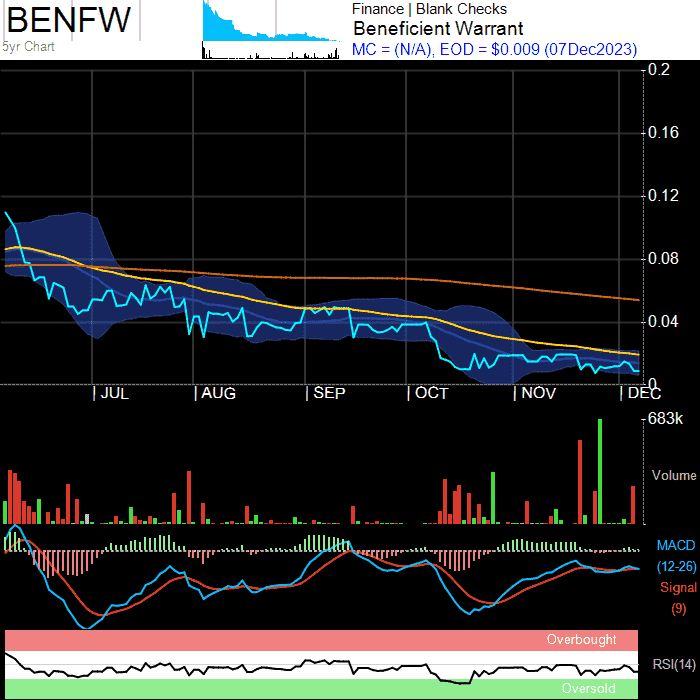 BENFW
5yr Chart
Finance | Blank Checks
Beneficient Warrant
MC = (N/A), EOD = $0.009 (07Dec2023)
0.2
0.16
0.12
0.08
0.04
0
JUL AUG SEP OCT NOV DEC
683k
Volume
MACD
(12-26)
Signal
(9)
Overbought
RSI(14)
Oversold